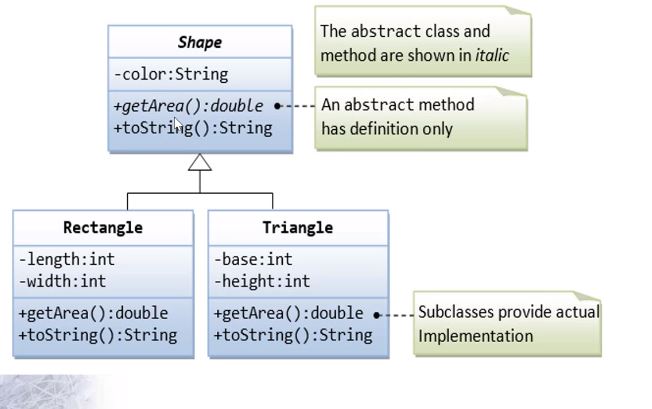 Shape
-color:String
+getArea():double
+toString():String
The abstract class and
method are shown in italic
An abstract method
has definition only
Rectangle
-length:int
-width:int
+getArea():double
+toString():String
Triangle
-base:int
-height:int
+getArea():double
+toString():String
Subclasses provide actual
Implementation